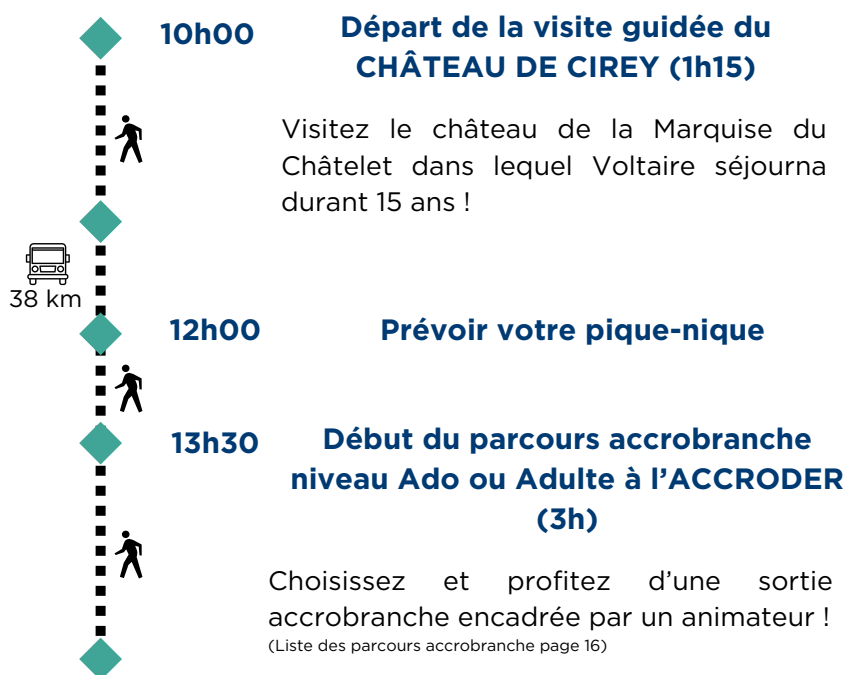 10h00
Départ de la visite guidée du
CHÂTEAU DE CIREY (1h15)
Visitez le château de la Marquise du
Châtelet dans lequel Voltaire séjourna
durant 15 ans !
38 km
12h00
Prévoir votre pique-nique
13h30
Début du parcours accrobranche
niveau Ado ou Adulte à l’ACCRODER
(3h)
Choisissez et profitez d’une sortie
accrobranche encadrée par un animateur !
(Liste des parcours accrobranche page 16)